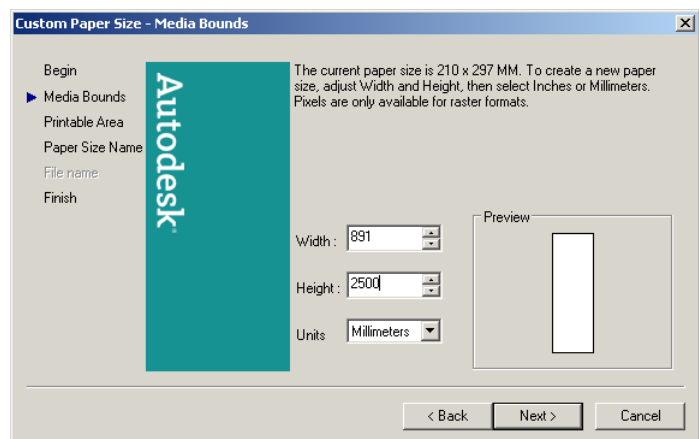 Custom Paper Size - Media Bounds
Begin
Media Bounds
Printable Area
Paper Size Name
File name
Finish
Autodesk
The current paper size is 210 x 297 MM. To create a new paper
size, adjust Width and Height, then select Inches or Millimeters.
Pixels are only available for raster formats.
Width : 891
Height : 2500
Units Millimeters
Preview
< Back Next > Cancel